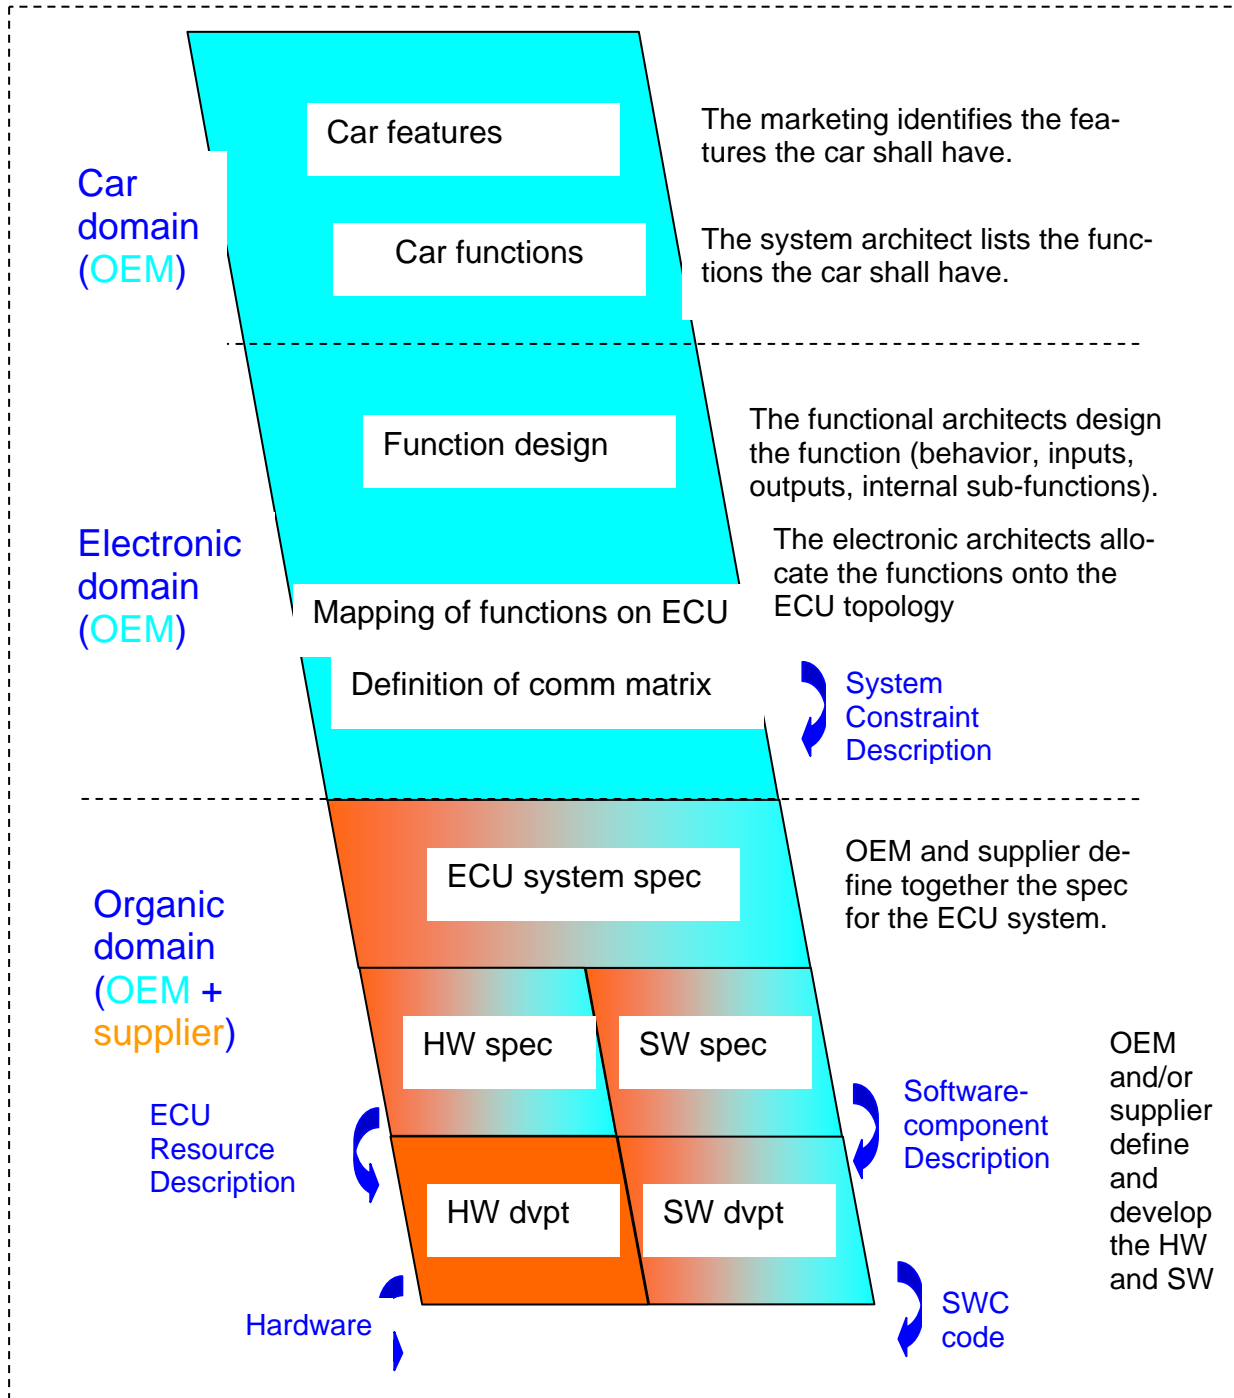 Car features
The marketing identifies the fea-
tures the car shall have.
Car
domain
(OEM)
Car functions
The system architect lists the func-
tions the car shall have.
Function design
The functional architects design
the function (behavior, inputs,
outputs, internal sub-functions).
Electronic
domain
(OEM)
The electronic architects allo-
cate the functions onto the
ECU topology
Mapping of functions on ECU
Definition of comm matrix
System
Constraint
Description
ECU system spec
OEM and supplier de-
fine together the spec
for the ECU system.
Organic
domain
(OEM +
supplier)
HW spec
SW spec
OEM
and/or
supplier
define
and
develop
the HW
and SW
ECU
Resource
Description
Software-
component
Description
HW dvpt
SW dvpt
Hardware
SWC
code